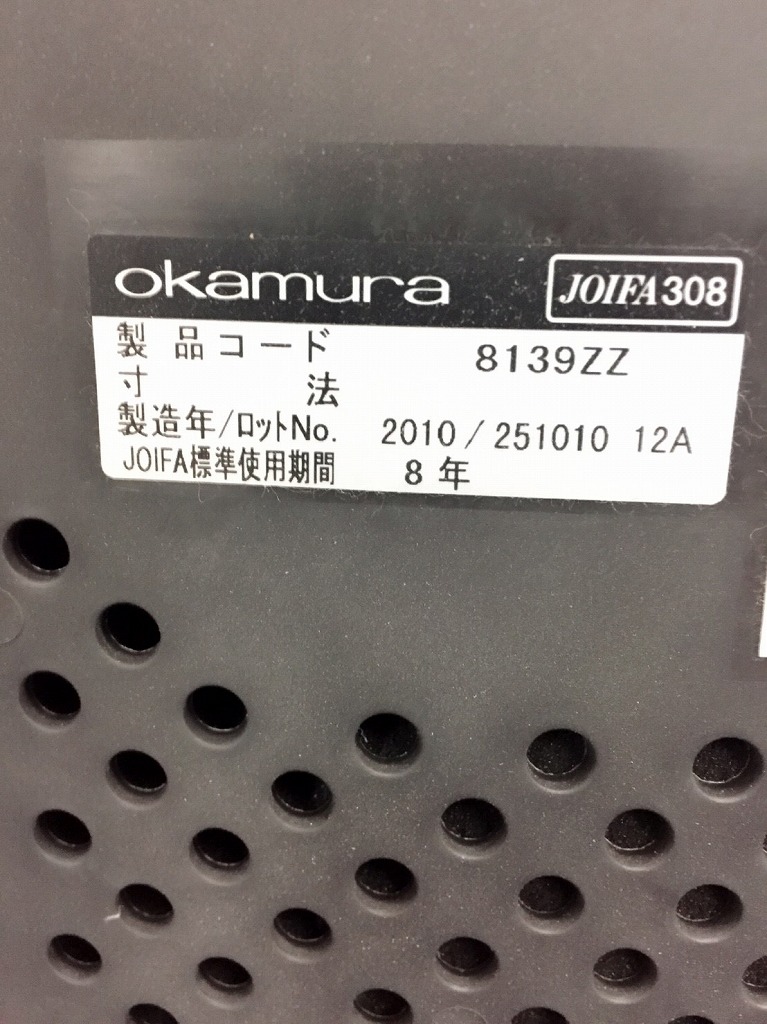 okamura JOIFA308
製品コード 8139ZZ
寸法
製造年/ロットNo. 2010/251010 12A
JOIFA標準使用期間 8年